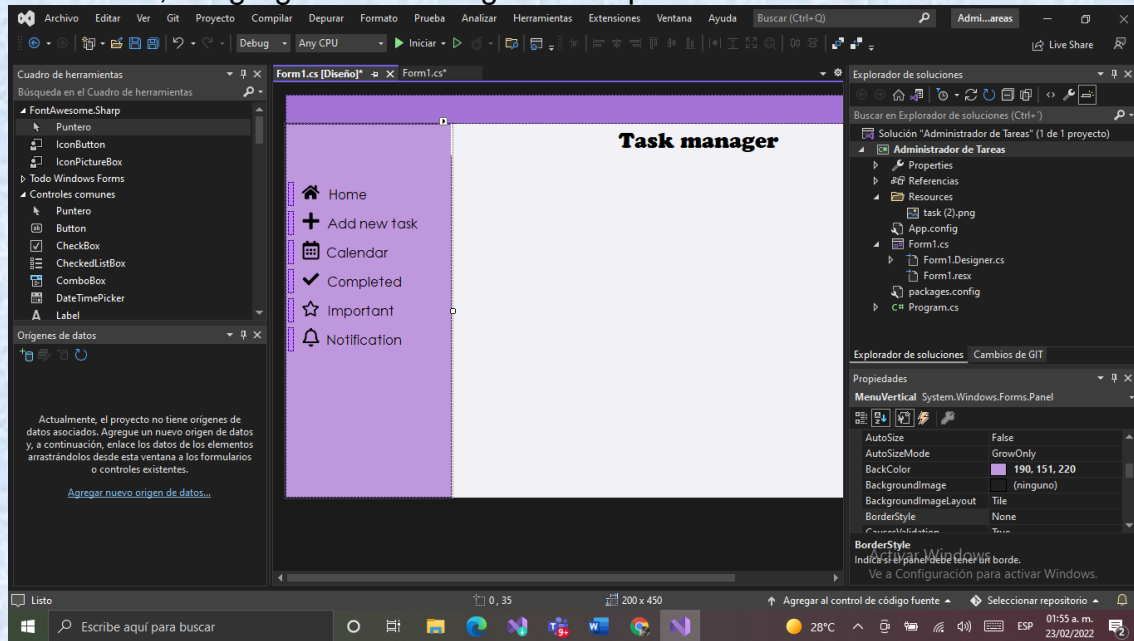 Archivo Editar Ver Git Proyecto Compilar Depurar Formato Prueba Analizar Herramientas Extensiones Ventana Ayuda Buscar (Ctrl+Q) Admi...areas
Debug Any CPU Iniciar Live Share
Cuadro de herramientas
Búsqueda en el Cuadro de herramientas
FontAwesome.Sharp
Puntero
IconButton
IconPictureBox
Todo Windows Forms
Controles comunes
Puntero
Button
CheckBox
CheckedListBox
ComboBox
DateTimePicker
Label
Orígenes de datos
Actualmente, el proyecto no tiene orígenes de
datos asociados. Agregue un nuevo origen de datos
y, a continuación, enlace los datos de los elementos
arrastrándolos desde esta ventana a los formularios
o controles existentes.
Agregar nuevo origen de datos...
Form1.cs [Diseño]* Form1.cs*
Task manager
Home
Add new task
Calendar
Completed
Important
Notification
Explorador de soluciones
Buscar en Explorador de soluciones (Ctrl+´)
Solución "Administrador de Tareas" (1 de 1 proyecto)
Administrador de Tareas
Properties
Referencias
Resources
task (2).png
App.config
Form1.cs
Form1.Designer.cs
Form1.resx
packages.config
C# Program.cs
Explorador de soluciones Cambios de GIT
Propiedades
MenuVertical System.Windows.Forms.Panel
AutoSize False
AutoSizeMode GrowOnly
BackColor 190, 151, 220
BackgroundImage (ninguno)
BackgroundImageLayout Tile
BorderStyle None
CausesValidation True
BorderStyle
Indica si el panel debe tener un borde.
Activar Windows
Ve a Configuración para activar Windows.
Listo 0 , 35 200 x 450 Agregar al control de código fuente Seleccionar repositorio
Escribe aquí para buscar 9+ 28°C ESP 01:55 a. m.
23/02/2022 2